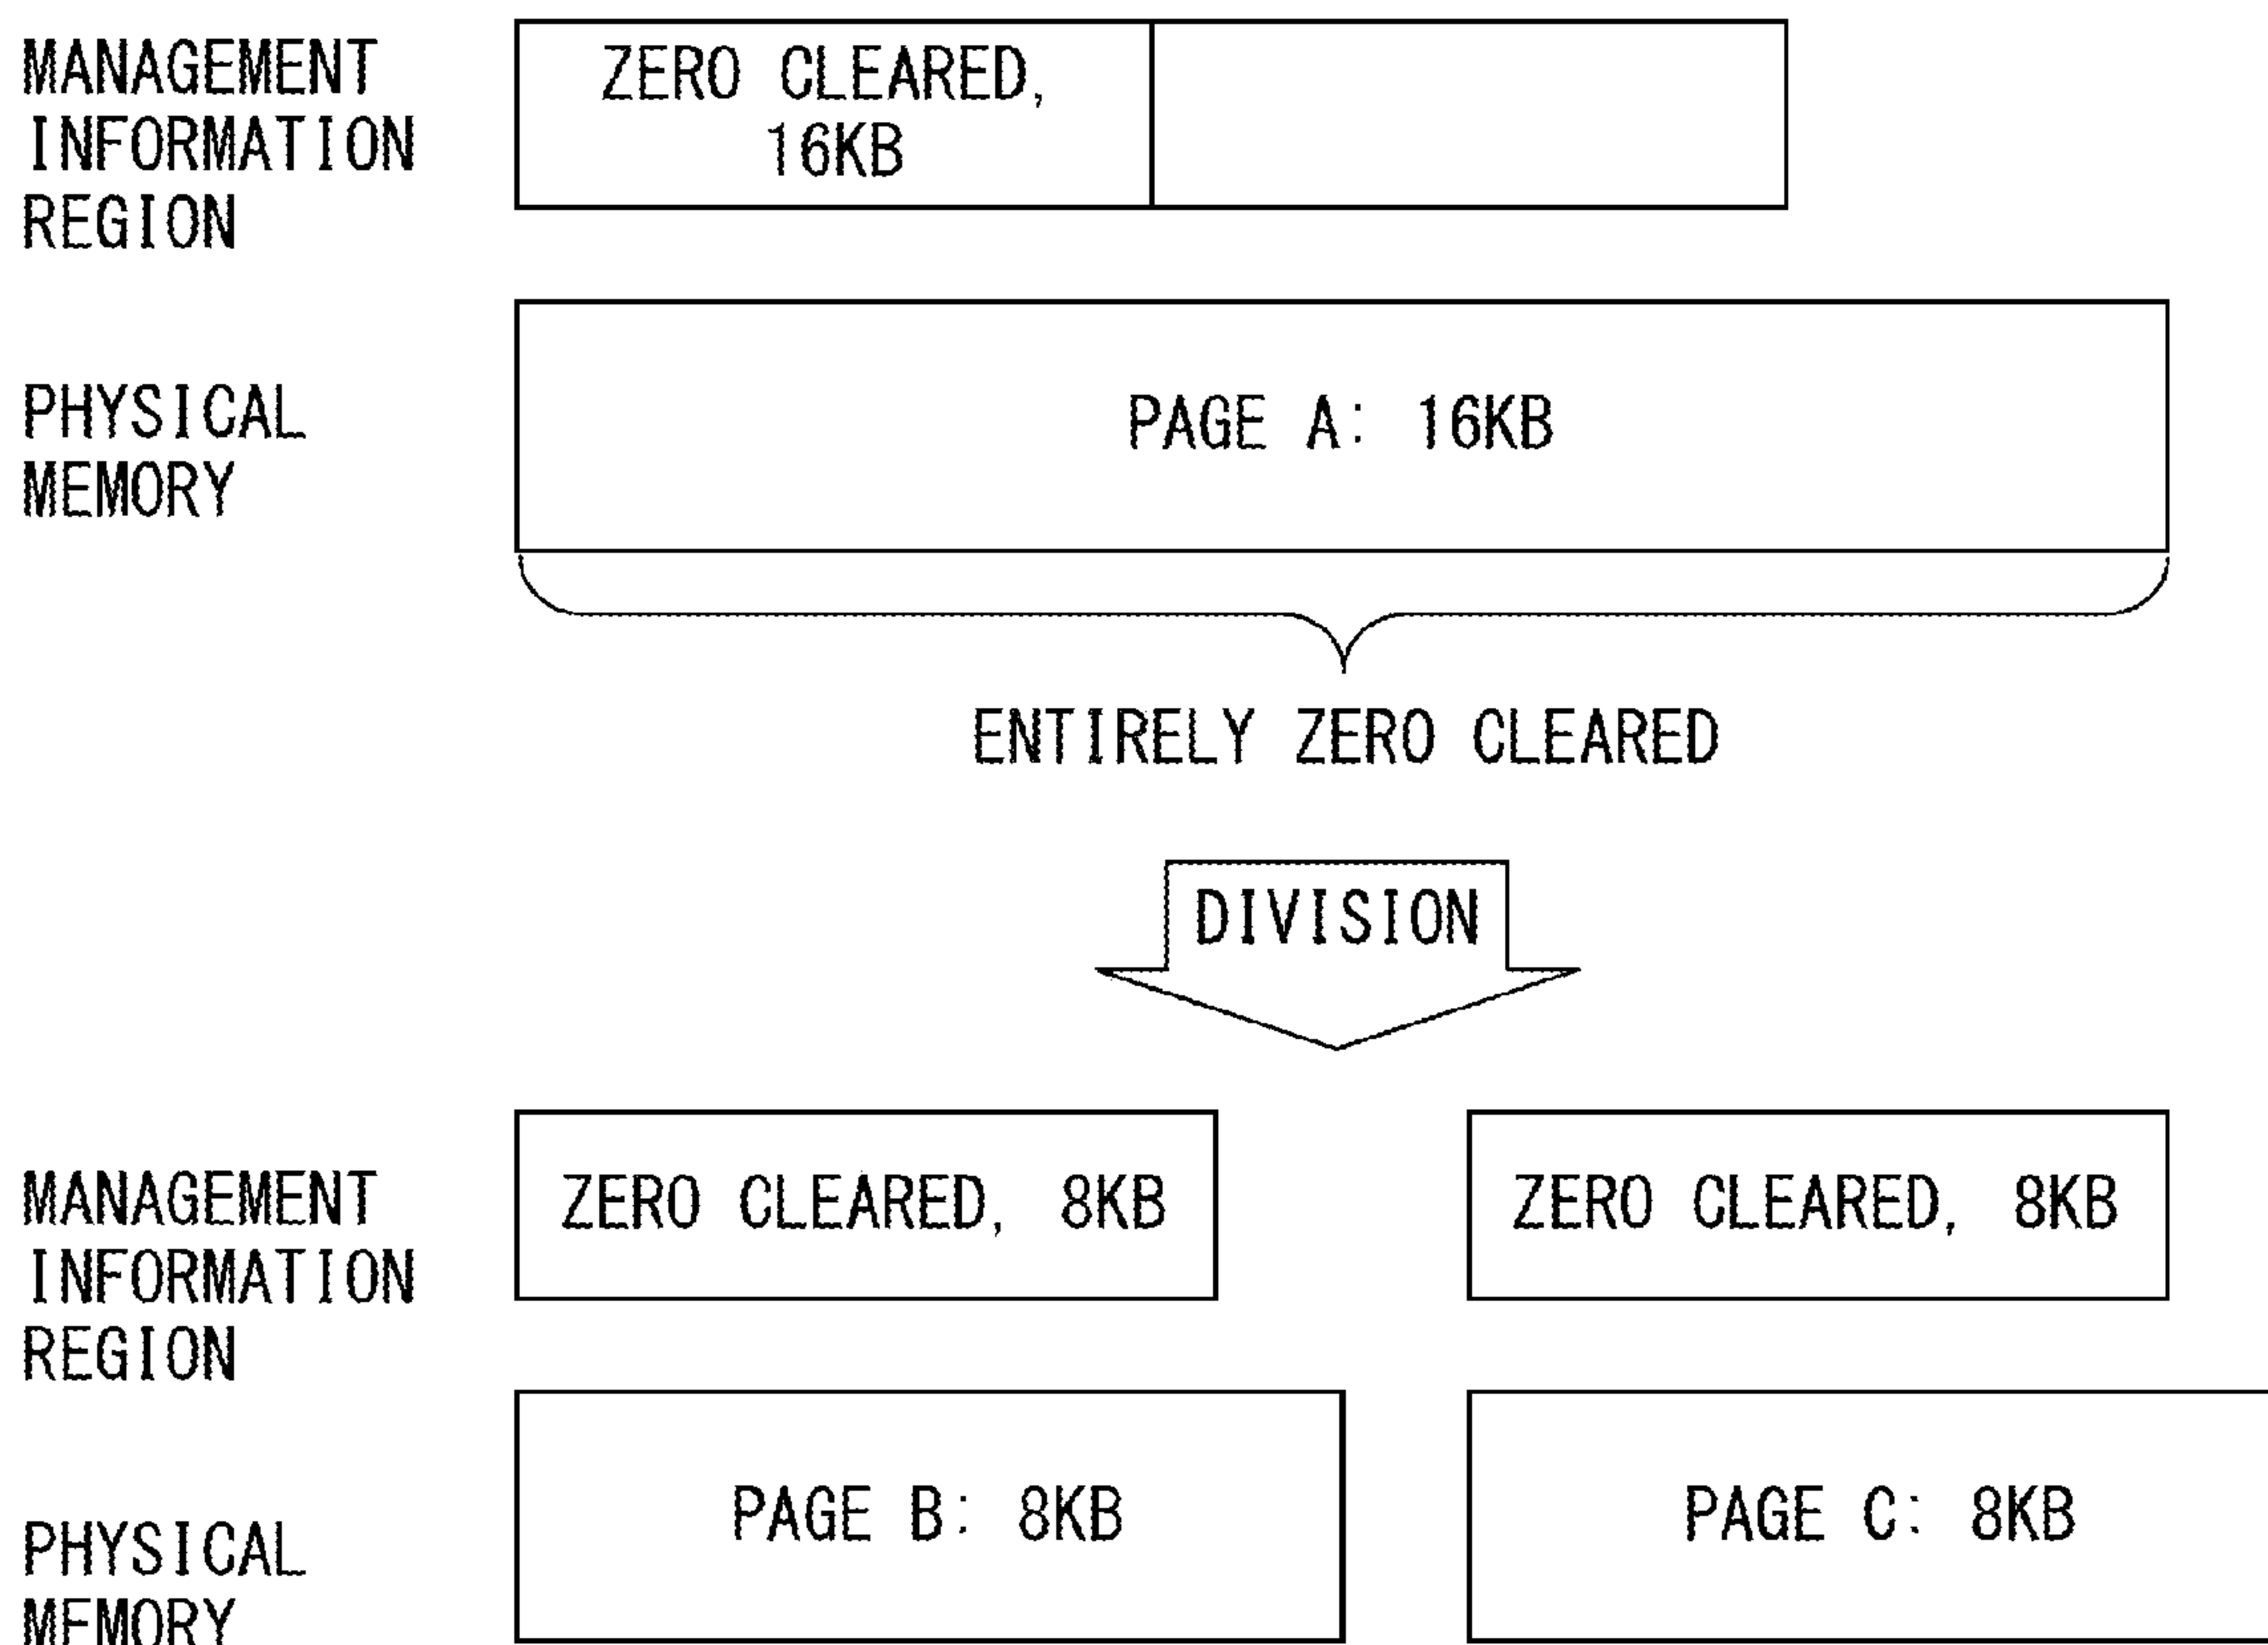 MANAGEMENT
INFORMATION
REGION
ZERO CLEARED,
16KB
PHYSICAL
MEMORY
PAGE A: 16KB
ENTIRELY ZERO CLEARED
DIVISION
MANAGEMENT
INFORMATION
REGION
ZERO CLEARED, 8KB
ZERO CLEARED, 8KB
PHYSICAL
MEMORY
PAGE B: 8KB
PAGE C: 8KB